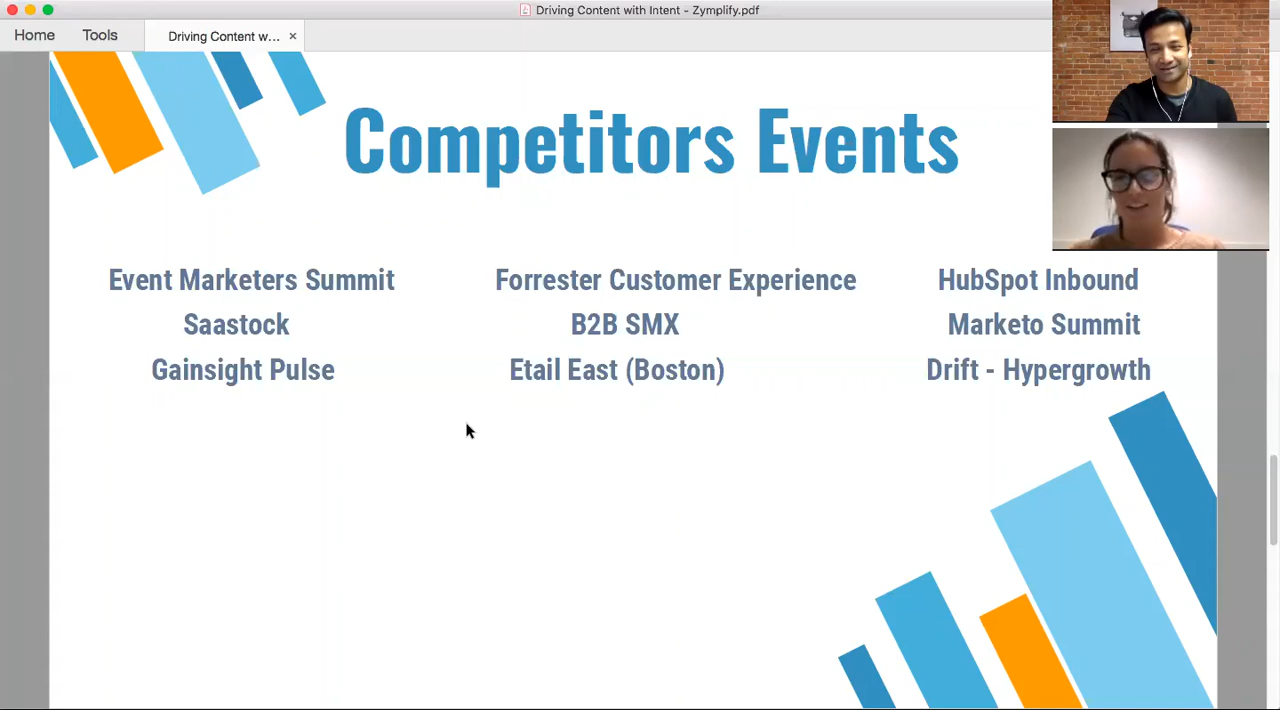 Driving Content with Intent - Zymplify.pdf
Home
Tools
Driving Content w...
Competitors Events
Event Marketers Summit
Saastock
Gainsight Pulse
Forrester Customer Experience
B2B SMX
Etail East (Boston)
HubSpot Inbound
Marketo Summit
Drift - Hypergrowth